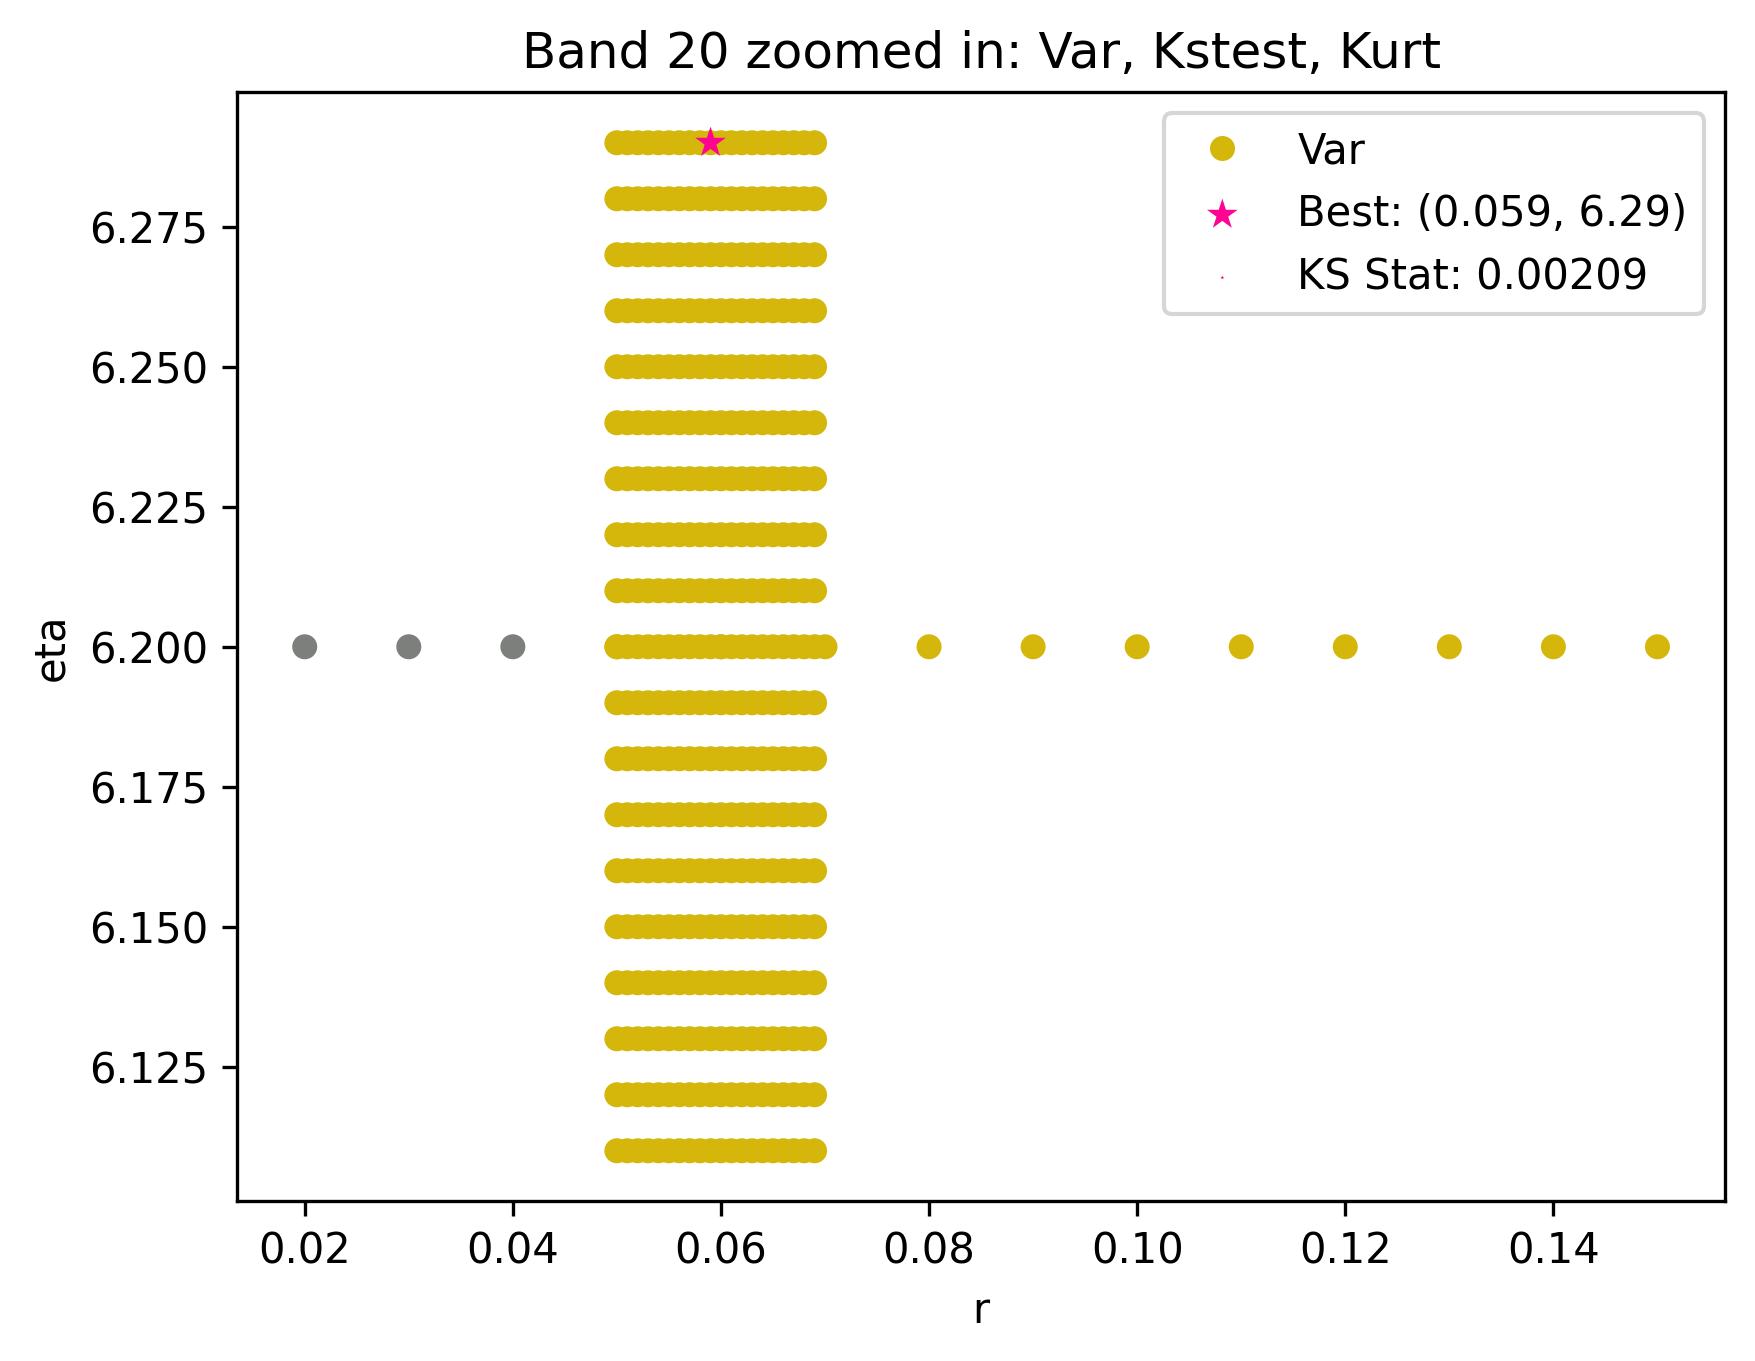 Band 20 zoomed in: Var, Kstest, Kurt
Var
Best: (0.059, 6.29)
KS Stat: 0.00209
eta
6.275
6.250
6.225
6.200
6.175
6.150
6.125
0.02 0.04 0.06 0.08 0.10 0.12 0.14
r